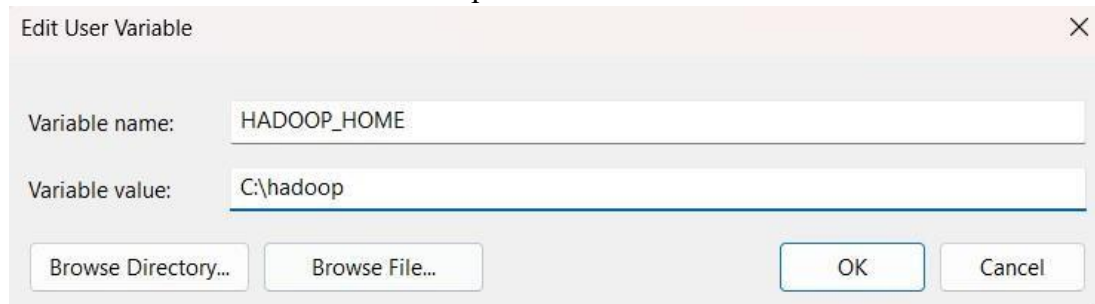 Edit User Variable
Variable name: HADOOP_HOME
Variable value: C:\hadoop
Browse Directory... Browse File... OK Cancel